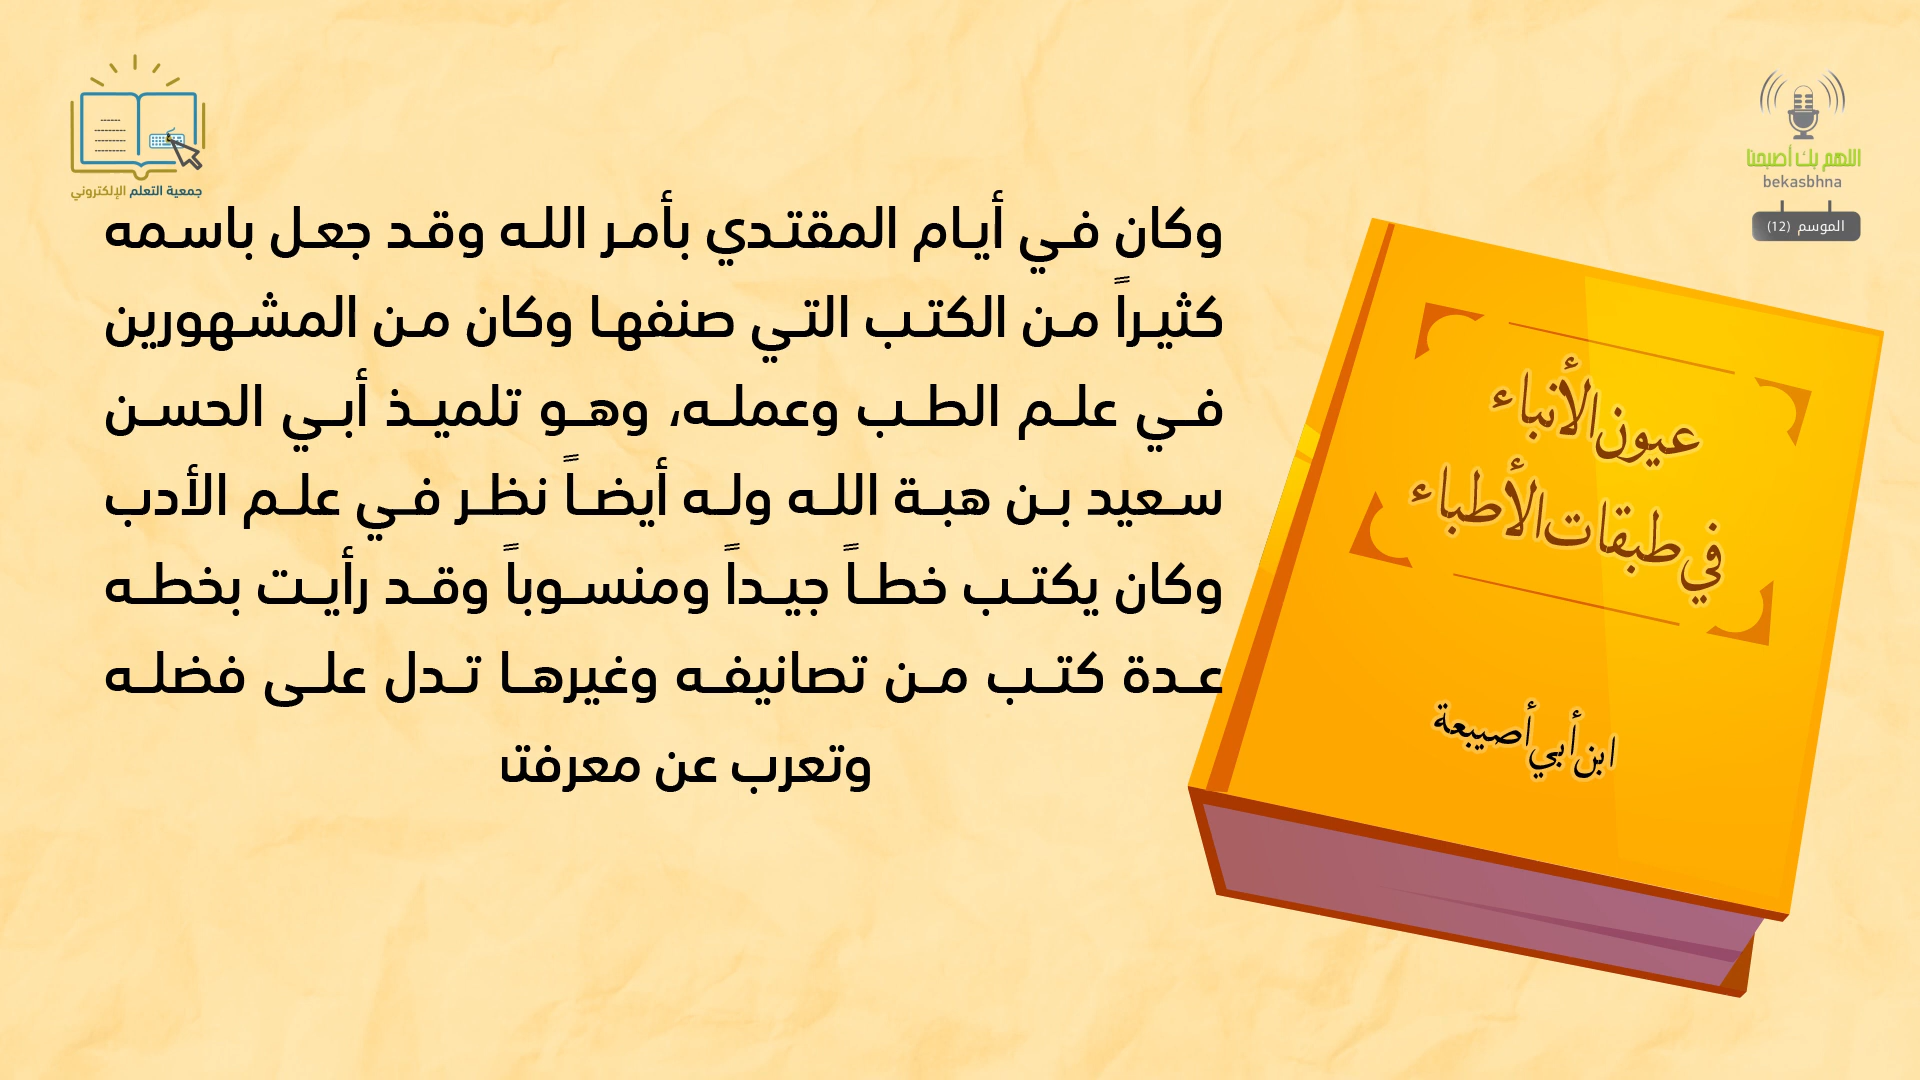 جمعية التعلم الإلكتروني
اللهم بك أصبحنا
bekasbhna
الموسم (12)
وكان في أيام المقتدي بأمر الله وقد جعل باسمه
كثيراً من الكتب التي صنفها وكان من المشهورين
في علم الطب وعمله، وهو تلميذ أبي الحسن
سعيد بن هبة الله وله أيضاً نظر في علم الأدب
وكان يكتب خطاً جيداً ومنسوباً وقد رأيت بخطه
عدة كتب من تصانيفه وغيرها تدل على فضله
وتعرب عن معرفت
عيون الأنباء
في طبقات الأطباء
ابن أبي أصيبعة